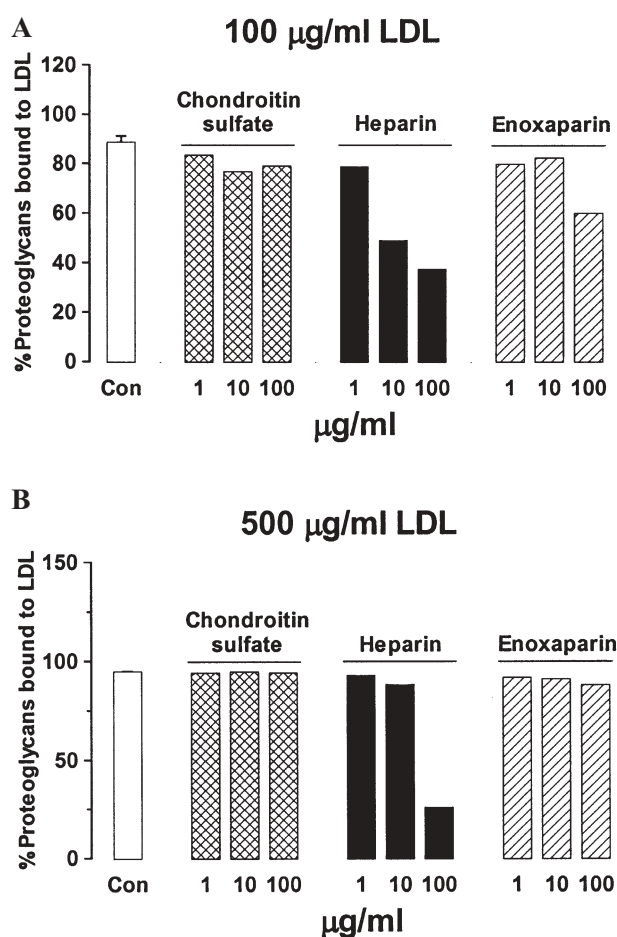 A
100 μg/ml LDL
%Proteoglycans bound to LDL
120
100
80
60
40
20
0
Chondroitin
sulfate
Heparin
Enoxaparin
Con
1 10 100
1 10 100
1 10 100
μg/ml
B
500 μg/ml LDL
%Proteoglycans bound to LDL
150
100
50
0
Chondroitin
sulfate
Heparin
Enoxaparin
Con
1 10 100
1 10 100
1 10 100
μg/ml